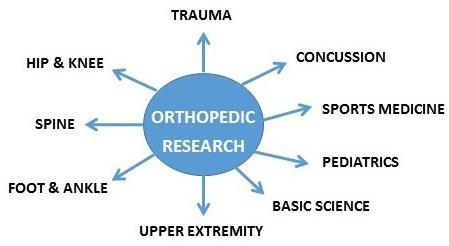 TRAUMA
CONCUSSION
HIP & KNEE
SPORTS MEDICINE
ORTHOPEDIC
RESEARCH
SPINE
PEDIATRICS
FOOT & ANKLE
BASIC SCIENCE
UPPER EXTREMITY